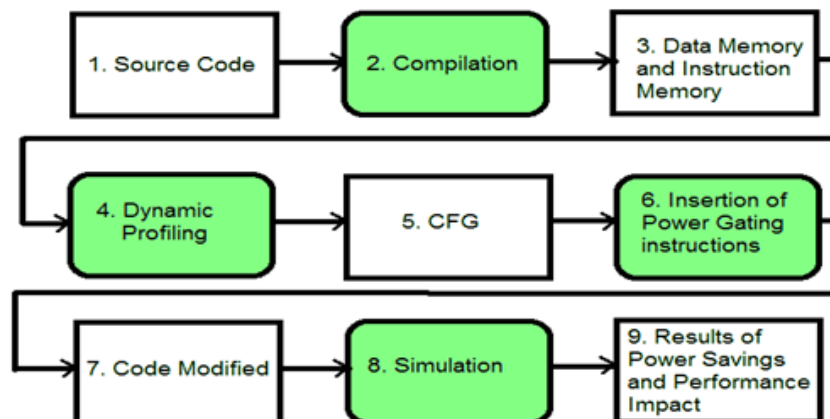 1. Source Code
2. Compilation
3. Data Memory
and Instruction
Memory
4. Dynamic
Profiling
5. CFG
6. Insertion of
Power Gating
instructions
7. Code Modified
8. Simulation
9. Results of
Power Savings
and Performance
Impact